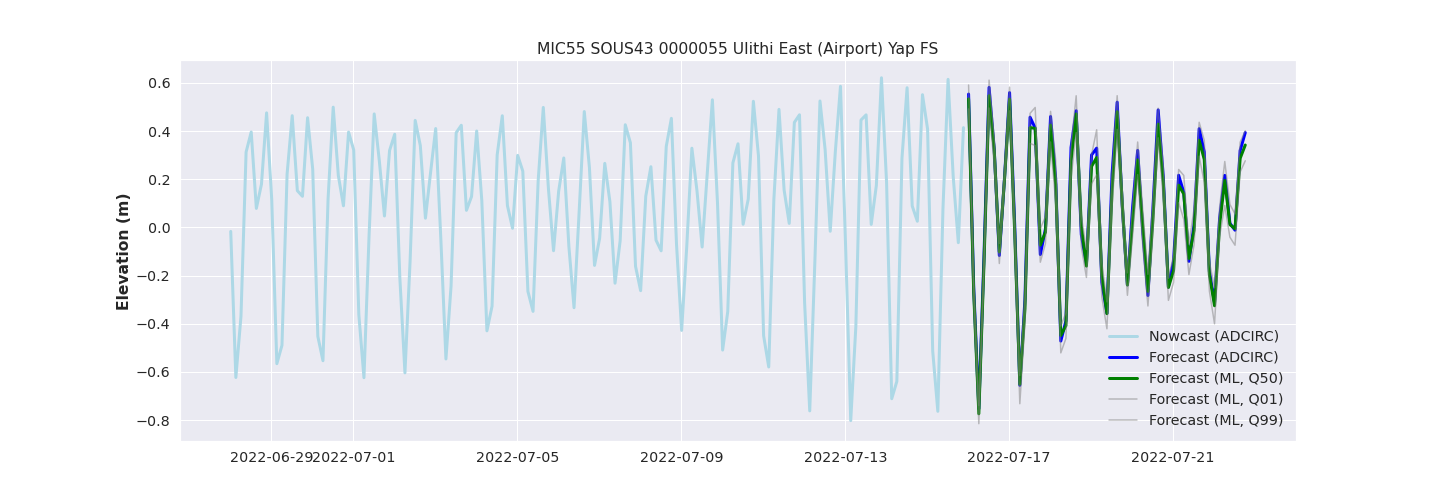 MIC55 SOUS43 0000055 Ulithi East (Airport) Yap FS
Elevation (m)
0.6
0.4
0.2
0.0
−0.2
−0.4
−0.6
−0.8
Nowcast (ADCIRC)
Forecast (ADCIRC)
Forecast (ML, Q50)
Forecast (ML, Q01)
Forecast (ML, Q99)
2022-06-29 2022-07-01 2022-07-05 2022-07-09 2022-07-13 2022-07-17 2022-07-21